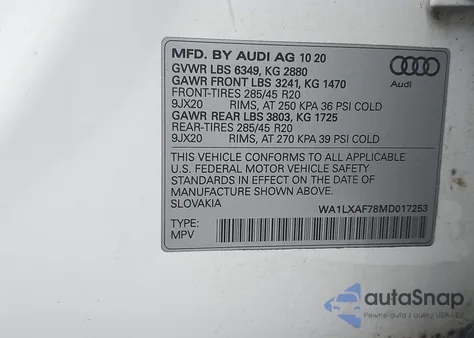 MFD. BY AUDI AG 10 20
GVWR LBS 6349, KG 2880
GAWR FRONT LBS 3241, KG 1470
FRONT-TIRES 285/45 R20
9JX20 RIMS, AT 250 KPA 36 PSI COLD
GAWR REAR LBS 3803, KG 1725
REAR-TIRES 285/45 R20
9JX20 RIMS, AT 270 KPA 39 PSI COLD
Audi
THIS VEHICLE CONFORMS TO ALL APPLICABLE
U.S. FEDERAL MOTOR VEHICLE SAFETY
STANDARDS IN EFFECT ON THE DATE OF
MANUFACTURE SHOWN ABOVE.
SLOVAKIA
WA1LXAF78MD017253
TYPE:
MPV
autoSnap